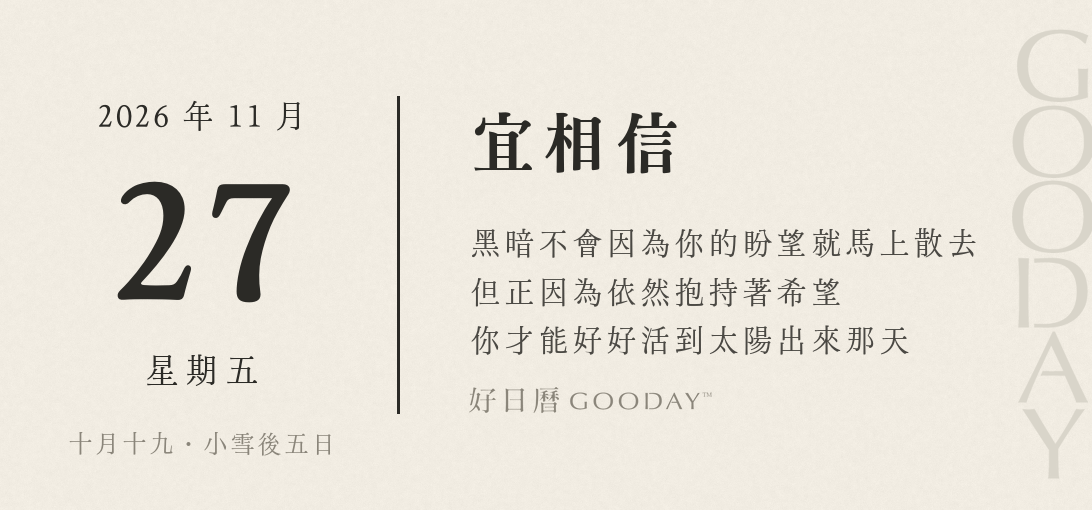 2026 年 11 月
27
星期五
十月十九・小雪後五日
宜相信
黑暗不會因為你的盼望就馬上散去
但正因為依然抱持著希望
你才能好好活到太陽出來那天
好日曆 GOODAY™
GOODAY